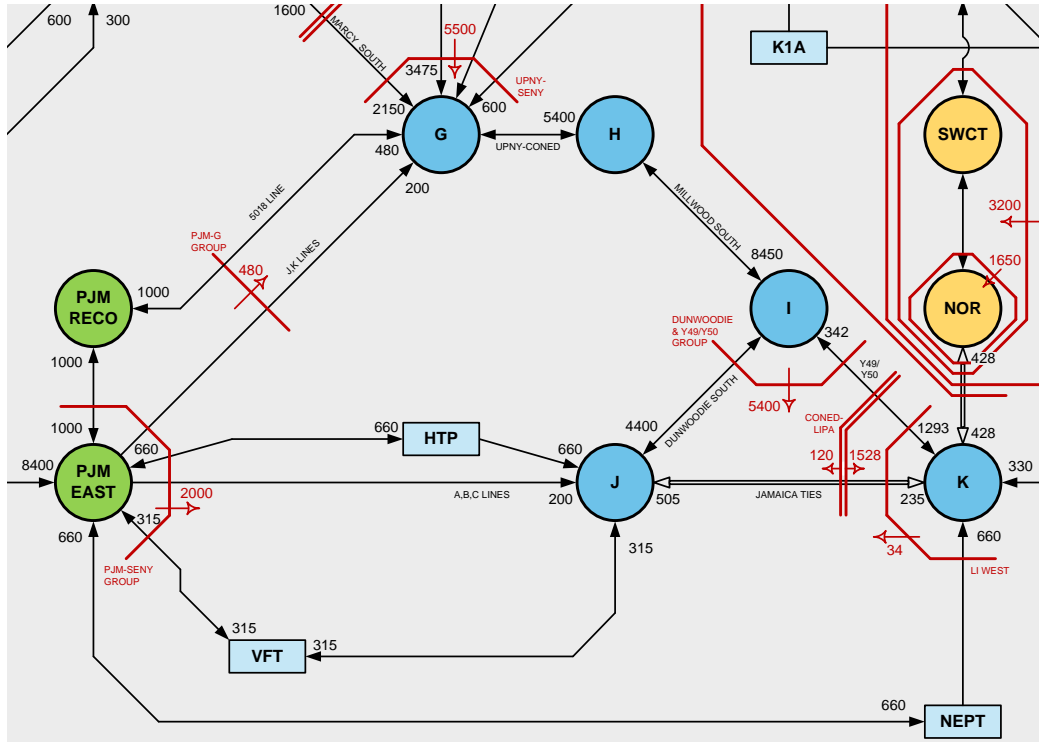 600
300
1600
MARCY SOUTH
5500
3475
UPNY-
SENY
2150
600
K1A
G
5400
H
SWCT
480
UPNY-CONED
200
3200
5018 LINE
MILLWOOD SOUTH
PJM-G
GROUP
J,K LINES
480
8450
1650
PJM
RECO
1000
I
NOR
DUNWOODIE
& Y49/Y50
GROUP
342
428
1000
Y49/
Y50
5400
DUNWOODIE SOUTH
1000
660
HTP
4400
CONED-
LIPA
1293
428
660
660
120
1528
8400
PJM
EAST
J
K
330
2000
A,B,C LINES
200
505
JAMAICA TIES
235
315
660
315
660
34
PJM-SENY
GROUP
LI WEST
315
VFT
315
660
NEPT